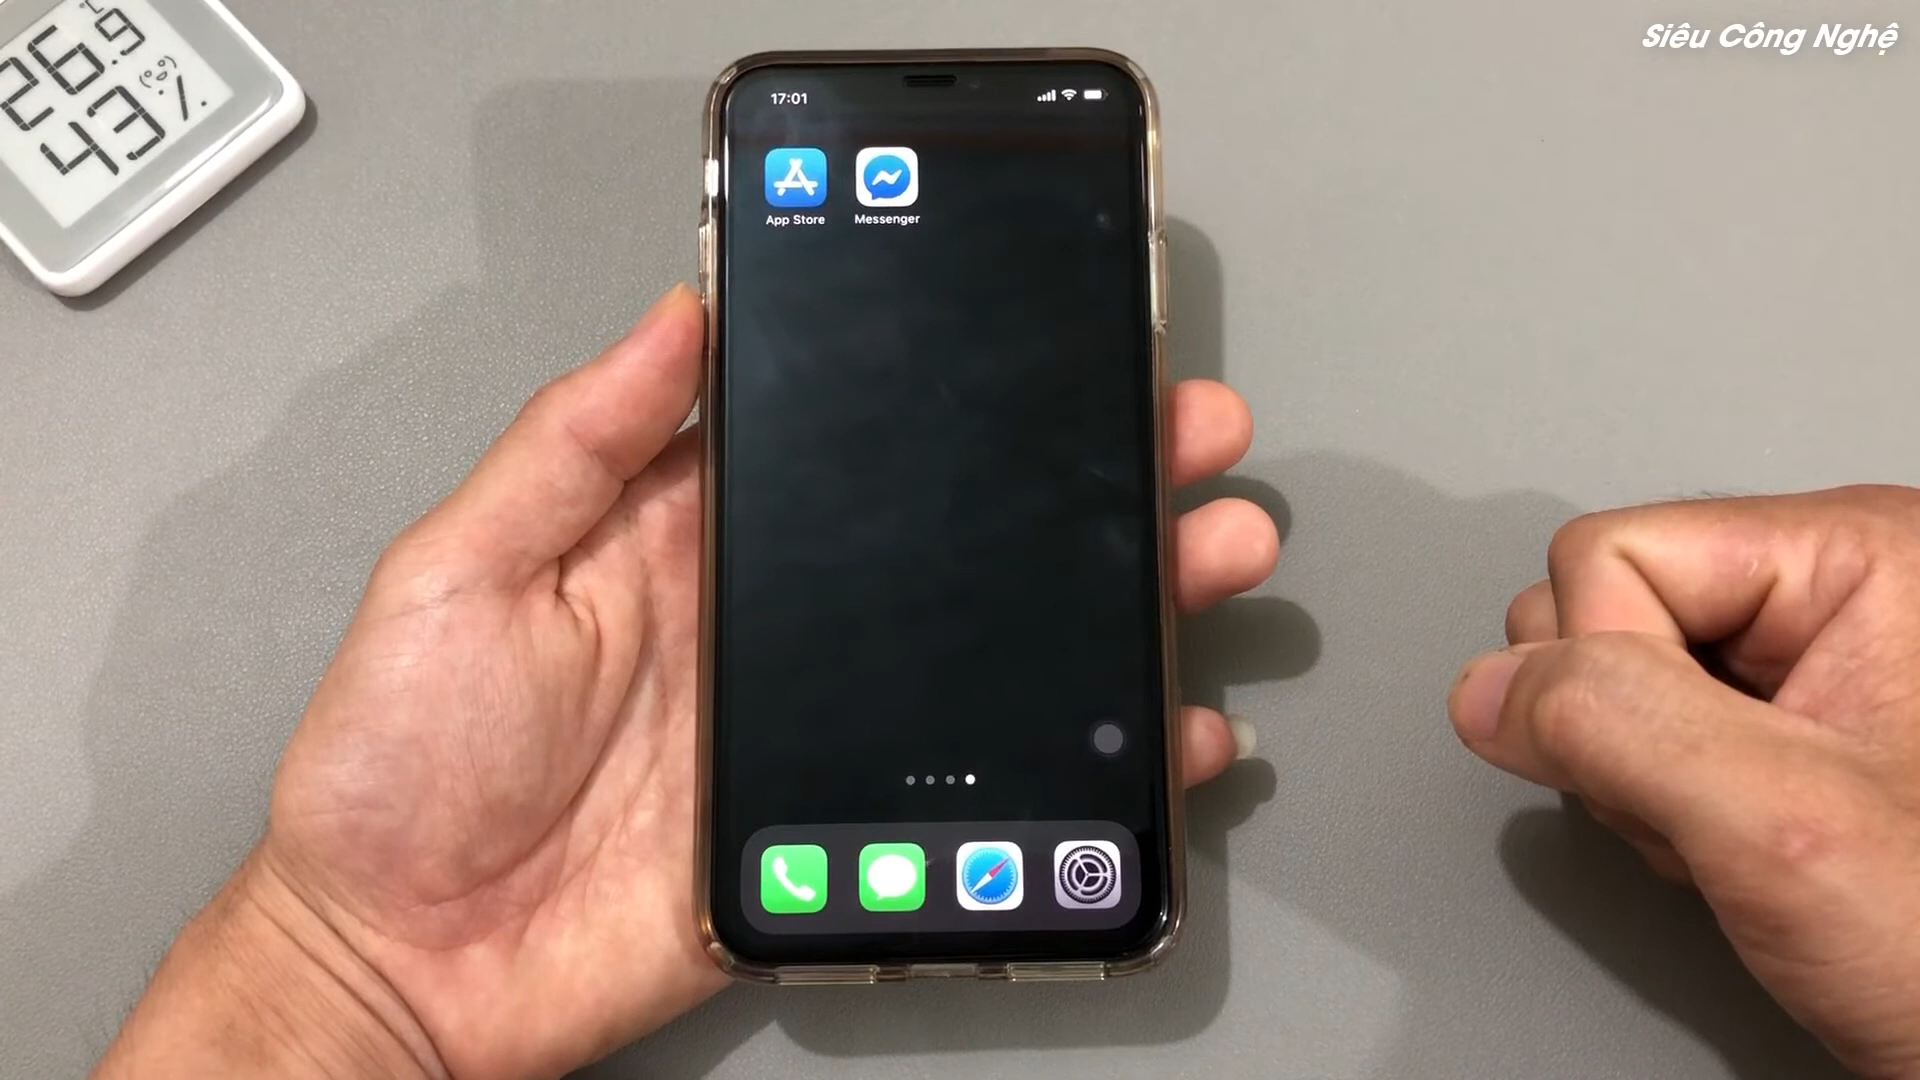 Siêu Công Nghệ
26.9
℃
43%
17:01
App Store
Messenger